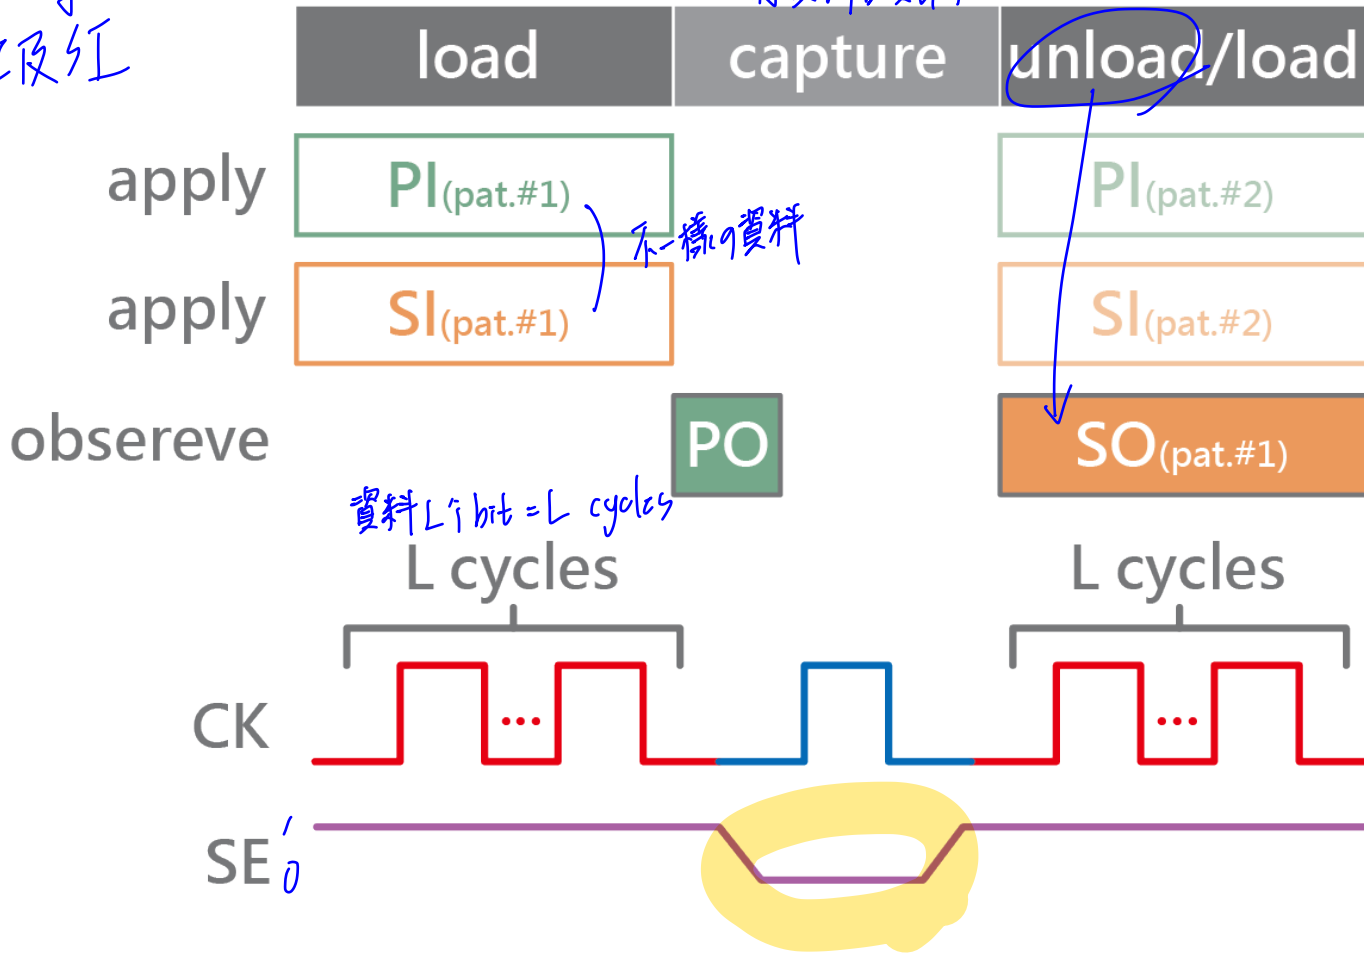 load capture unload/load
及 紅
apply PI(pat.#1) PI(pat.#2)
不一樣的資料
apply SI(pat.#1) SI(pat.#2)
obsereve PO SO(pat.#1)
資料L個bit=L cycles
L cycles L cycles
CK ... ...
SE 1
0